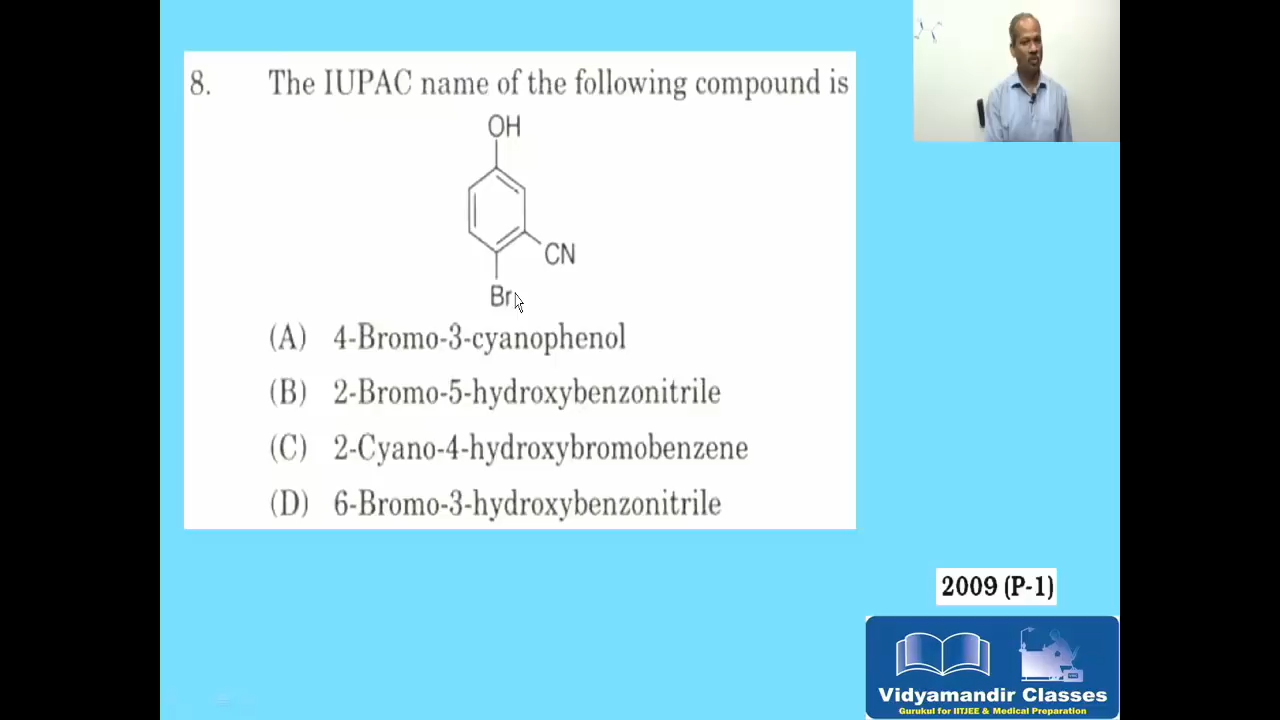 8. The IUPAC name of the following compound is
OH
CN
Br
(A) 4-Bromo-3-cyanophenol
(B) 2-Bromo-5-hydroxybenzonitrile
(C) 2-Cyano-4-hydroxybromobenzene
(D) 6-Bromo-3-hydroxybenzonitrile
2009 (P-1)
Vidyamandir Classes
Gurukul for IITJEE & Medical Preparation